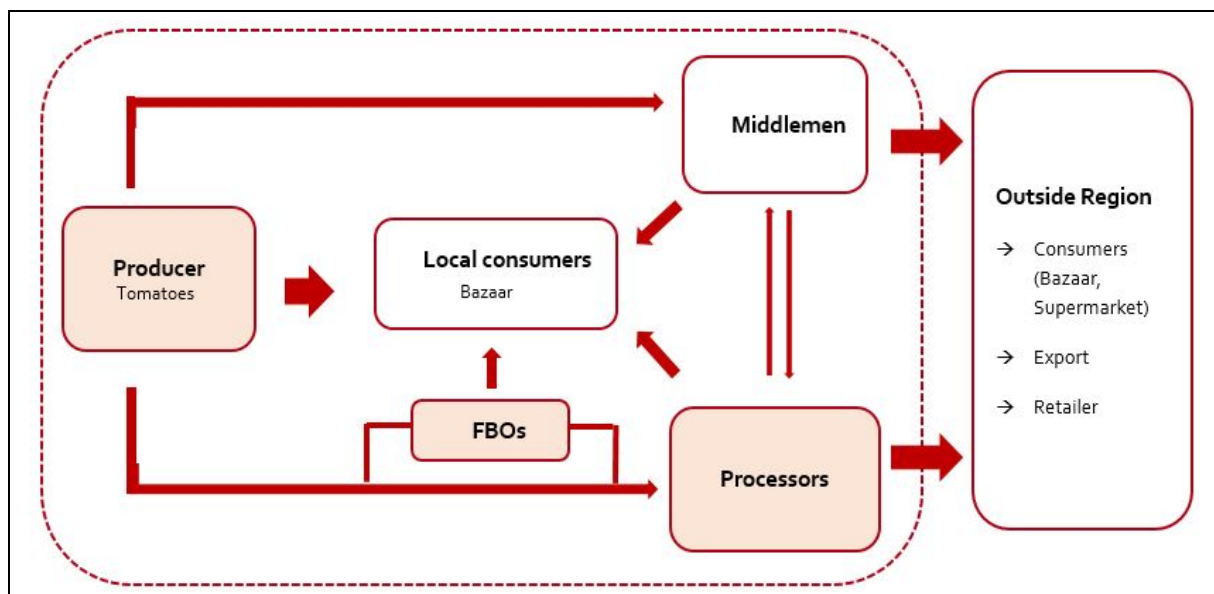 Middlemen
Producer
Tomatoes
Local consumers
Bazaar
FBOs
Processors
Outside Region
→ Consumers
(Bazaar,
Supermarket)
→ Export
→ Retailer